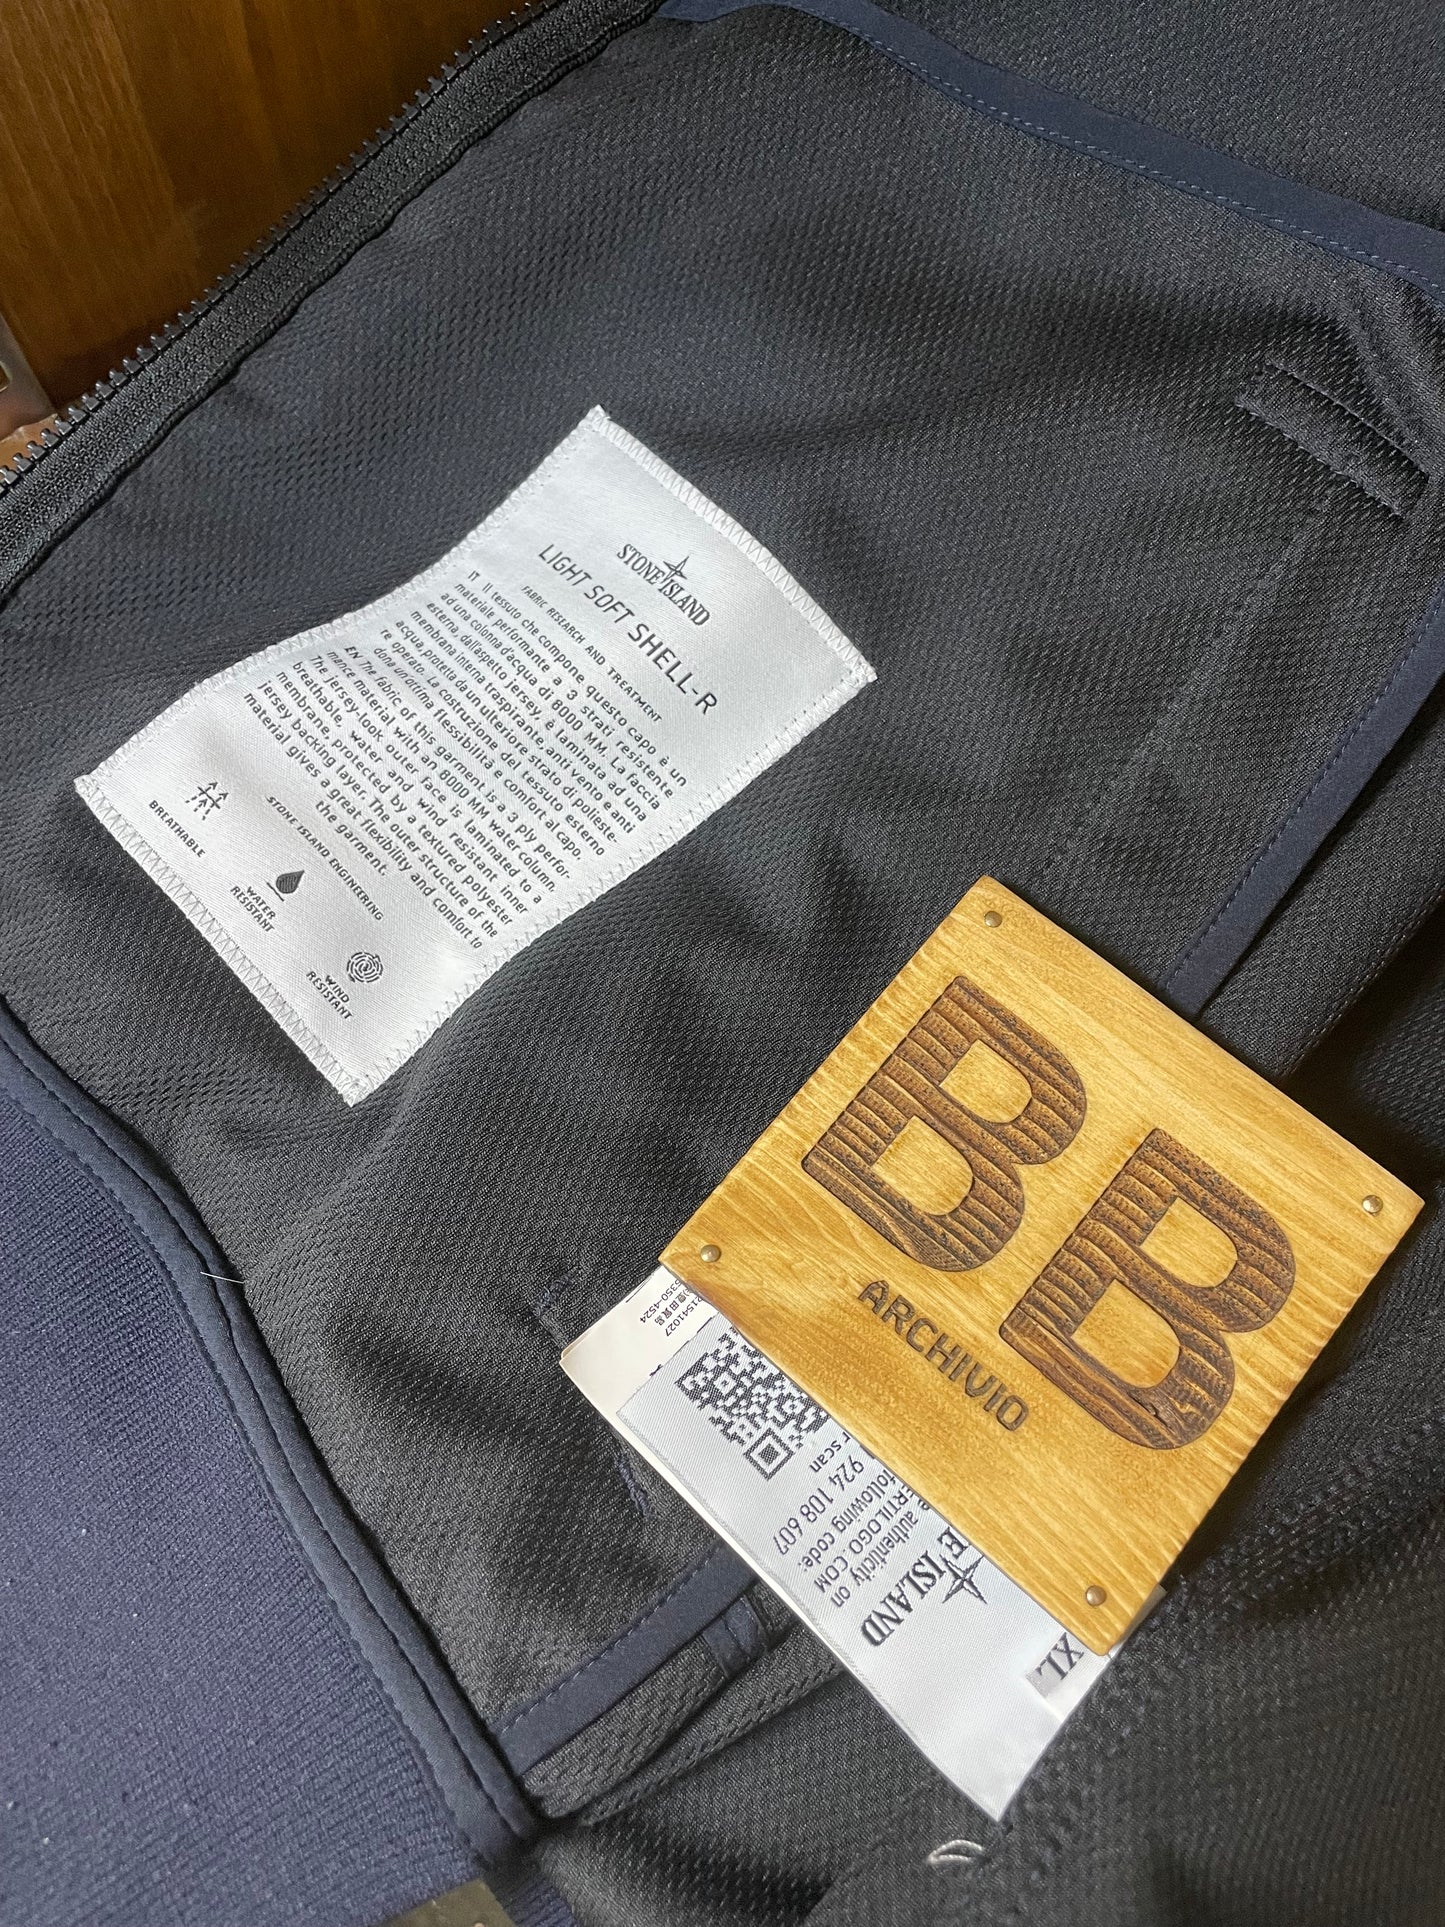 STONE ISLAND
LIGHT SOFT SHELL-R
FABRIC RESEARCH AND TREATMENT
IT Il tessuto che compone questo capo è un
materiale performante a 3 strati resistente
ad una colonna d'acqua di 8000 MM. La faccia
esterna, dall'aspetto jersey, è laminata ad una
membrana interna traspirante, anti vento e anti
acqua, protetta da un ulteriore strato di polieste-
re operato. La costruzione del tessuto esterno
dona un'ottima flessibilità e comfort al capo.
EN The fabric of this garment is a 3 ply perfor-
mance material with an 8000 MM water column.
The jersey-look outer face is laminated to a
breathable, water and wind resistant inner
membrane, protected by a textured polyester
jersey backing layer. The outer structure of the
material gives a great flexibility and comfort to
the garment.
STONE ISLAND ENGINEERING
BREATHABLE
WATER
RESISTANT
WIND
RESISTANT
BB
ARCHIVIO
21541027
5350-4524
E ISLAND
XL
authenticity on
ERTILOGO.COM
following code:
924 108 607
r scan